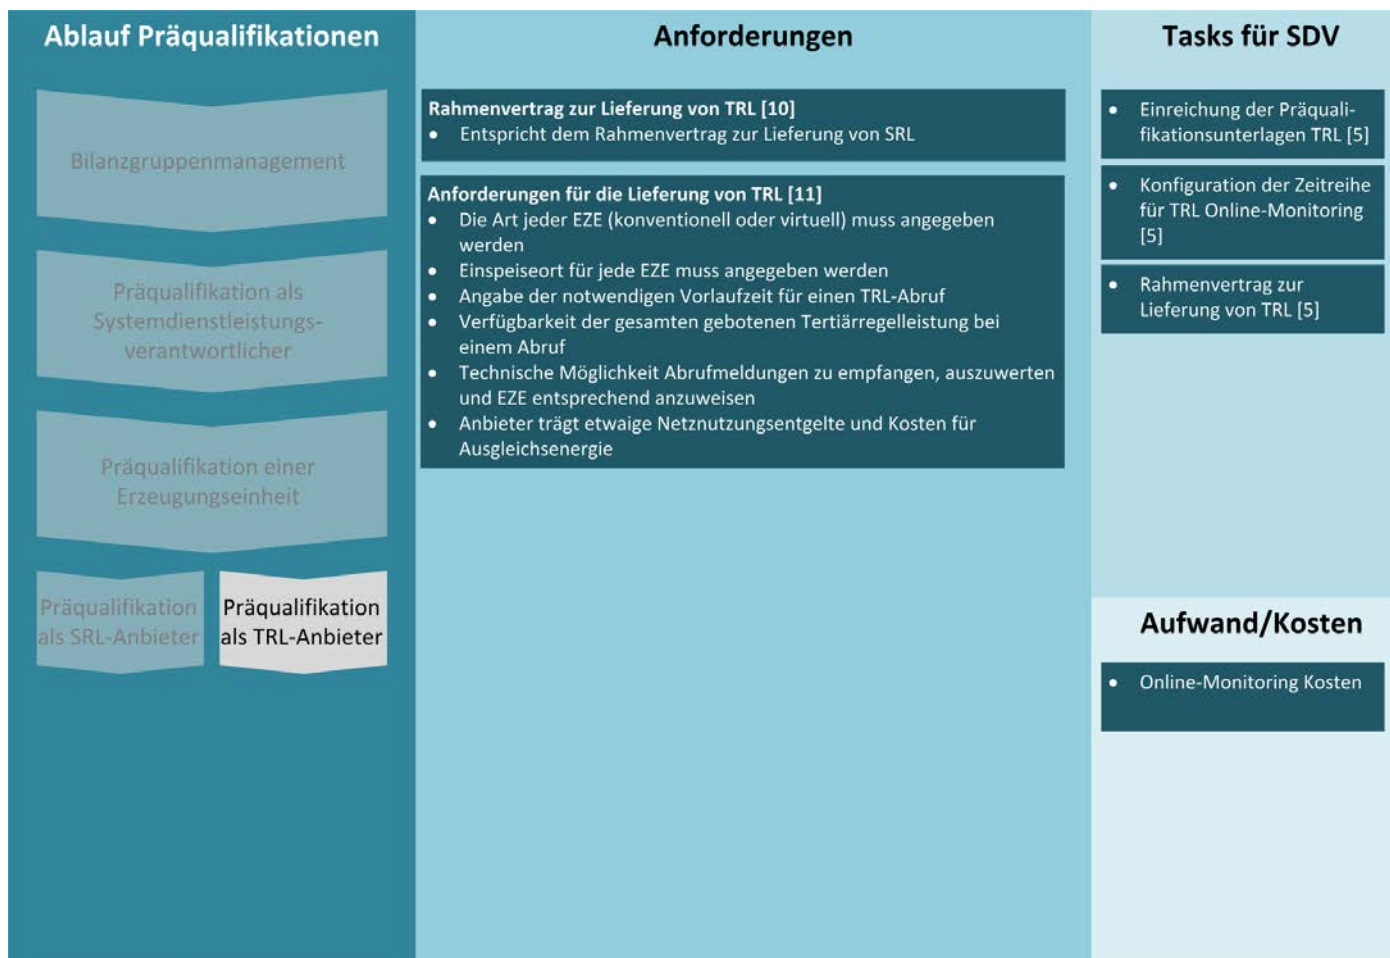 Ablauf Präqualifikationen
Bilanzgruppenmanagement
Präqualifikation als
Systemdienstleistungs-
verantwortlicher
Präqualifikation einer
Erzeugungseinheit
Präqualifikation
als SRL-Anbieter
Präqualifikation
als TRL-Anbieter
Anforderungen
Rahmenvertrag zur Lieferung von TRL [10]
• Entspricht dem Rahmenvertrag zur Lieferung von SRL
Anforderungen für die Lieferung von TRL [11]
• Die Art jeder EZE (konventionell oder virtuell) muss angegeben
werden
• Einspeiseort für jede EZE muss angegeben werden
• Angabe der notwendigen Vorlaufzeit für einen TRL-Abruf
• Verfügbarkeit der gesamten gebotenen Tertiärregelleistung bei
einem Abruf
• Technische Möglichkeit Abrufmeldungen zu empfangen, auszuwerten
und EZE entsprechend anzuweisen
• Anbieter trägt etwaige Netznutzungsentgelte und Kosten für
Ausgleichsenergie
Tasks für SDV
• Einreichung der Präquali-
fikationsunterlagen TRL [5]
• Konfiguration der Zeitreihe
für TRL Online-Monitoring
[5]
• Rahmenvertrag zur
Lieferung von TRL [5]
Aufwand/Kosten
• Online-Monitoring Kosten